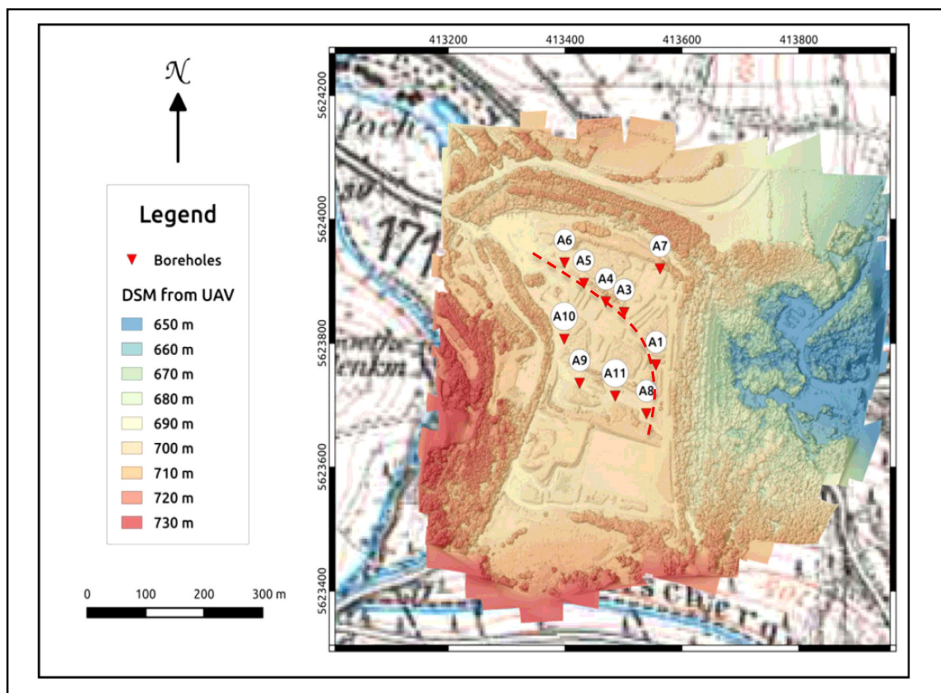 413200 413400 413600 413800
N
5624200
5624000
5623800
5623600
5623400
Poch
171
Legend
Boreholes
DSM from UAV
650 m
660 m
670 m
680 m
690 m
700 m
710 m
720 m
730 m
0 100 200 300 m
A6
A7
A5
A4
A3
A10
A1
A9
A11
A8